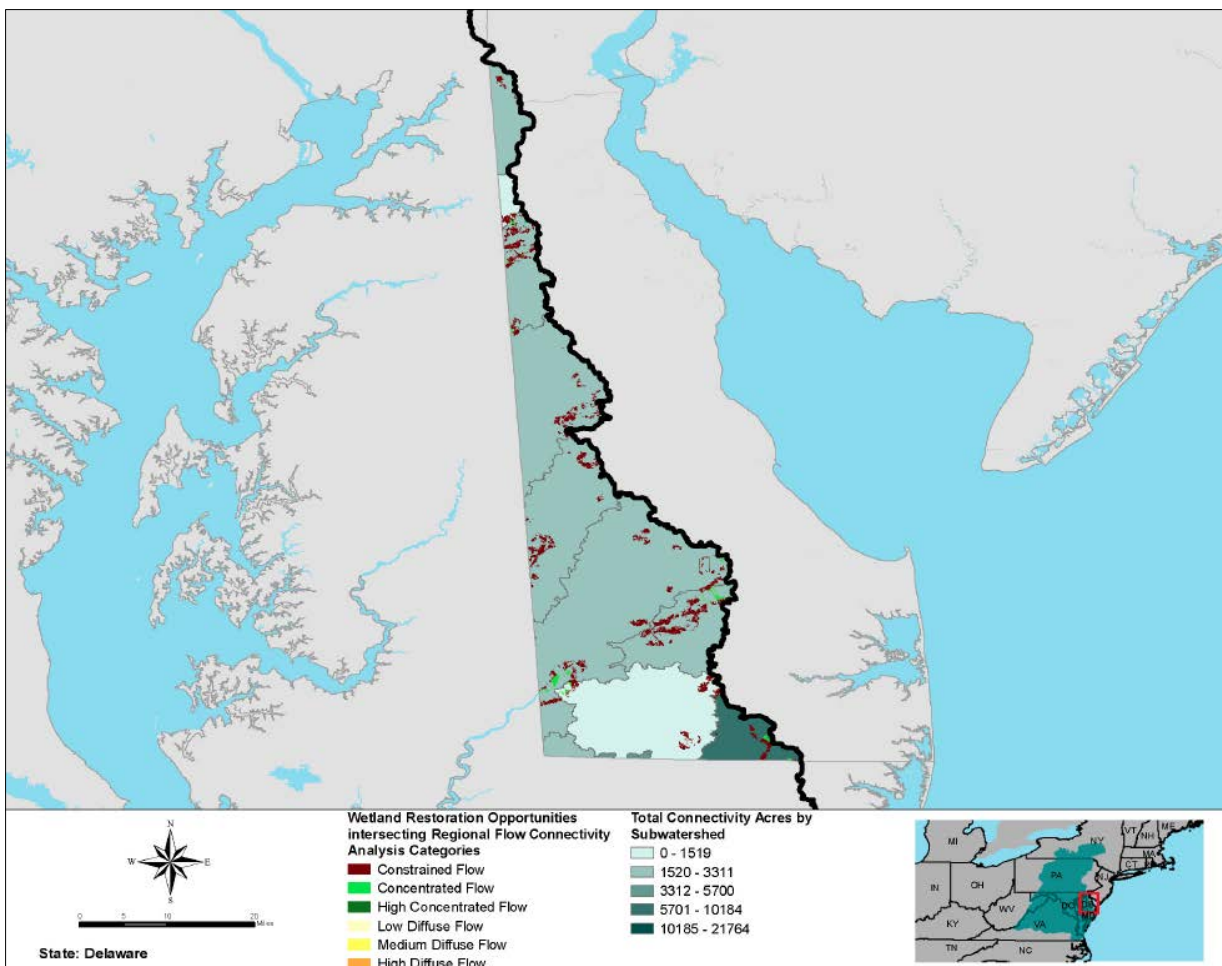 N
W E
S
0 5 10 20
Miles
State: Delaware
Wetland Restoration Opportunities
intersecting Regional Flow Connectivity
Analysis Categories
Constrained Flow
Concentrated Flow
High Concentrated Flow
Low Diffuse Flow
Medium Diffuse Flow
High Diffuse Flow
Total Connectivity Acres by
Subwatershed
0 - 1519
1520 - 3311
3312 - 5700
5701 - 10184
10185 - 21764
MI
NY
VT
NH
ME
MA
CT
PA
NJ
IN
OH
WV
DC
DE
MD
KY
VA
TN
NC